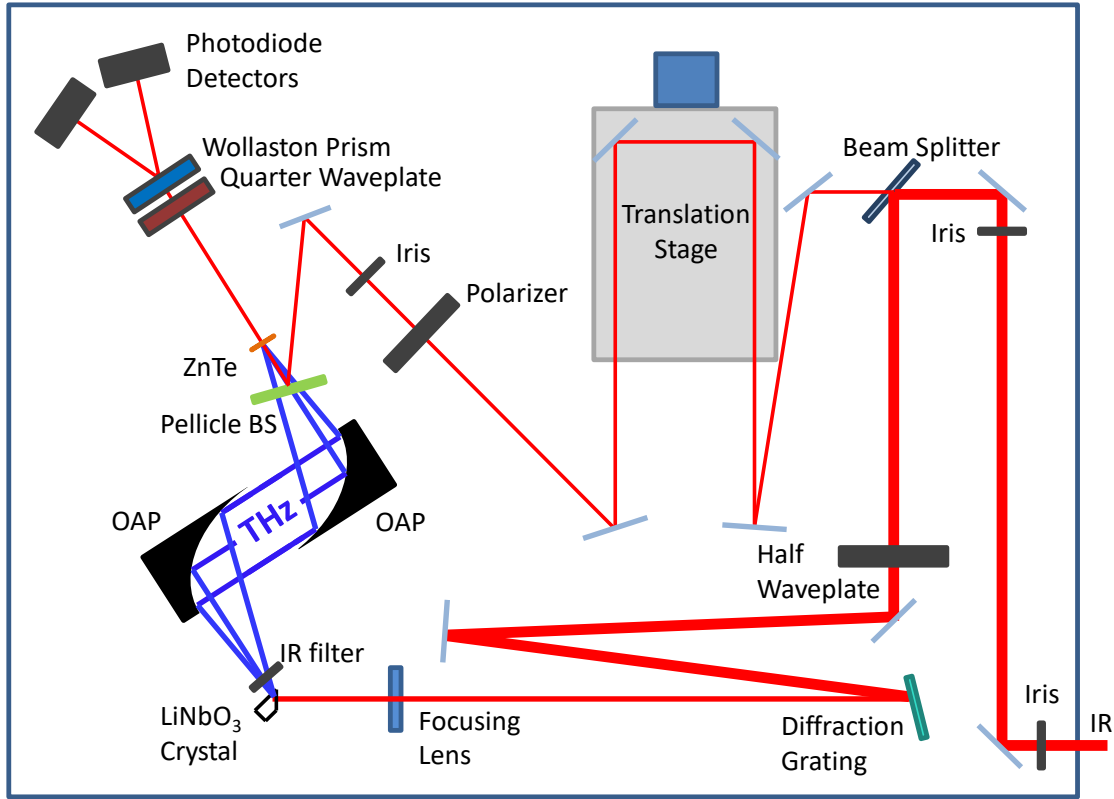 Photodiode
Detectors
Wollaston Prism
Quarter Waveplate
Beam Splitter
Translation
Stage
Iris
Iris
Polarizer
ZnTe
Pellicle BS
OAP
THz
OAP
Half
Waveplate
IR filter
LiNbO3
Crystal
Focusing
Lens
Diffraction
Grating
Iris
IR